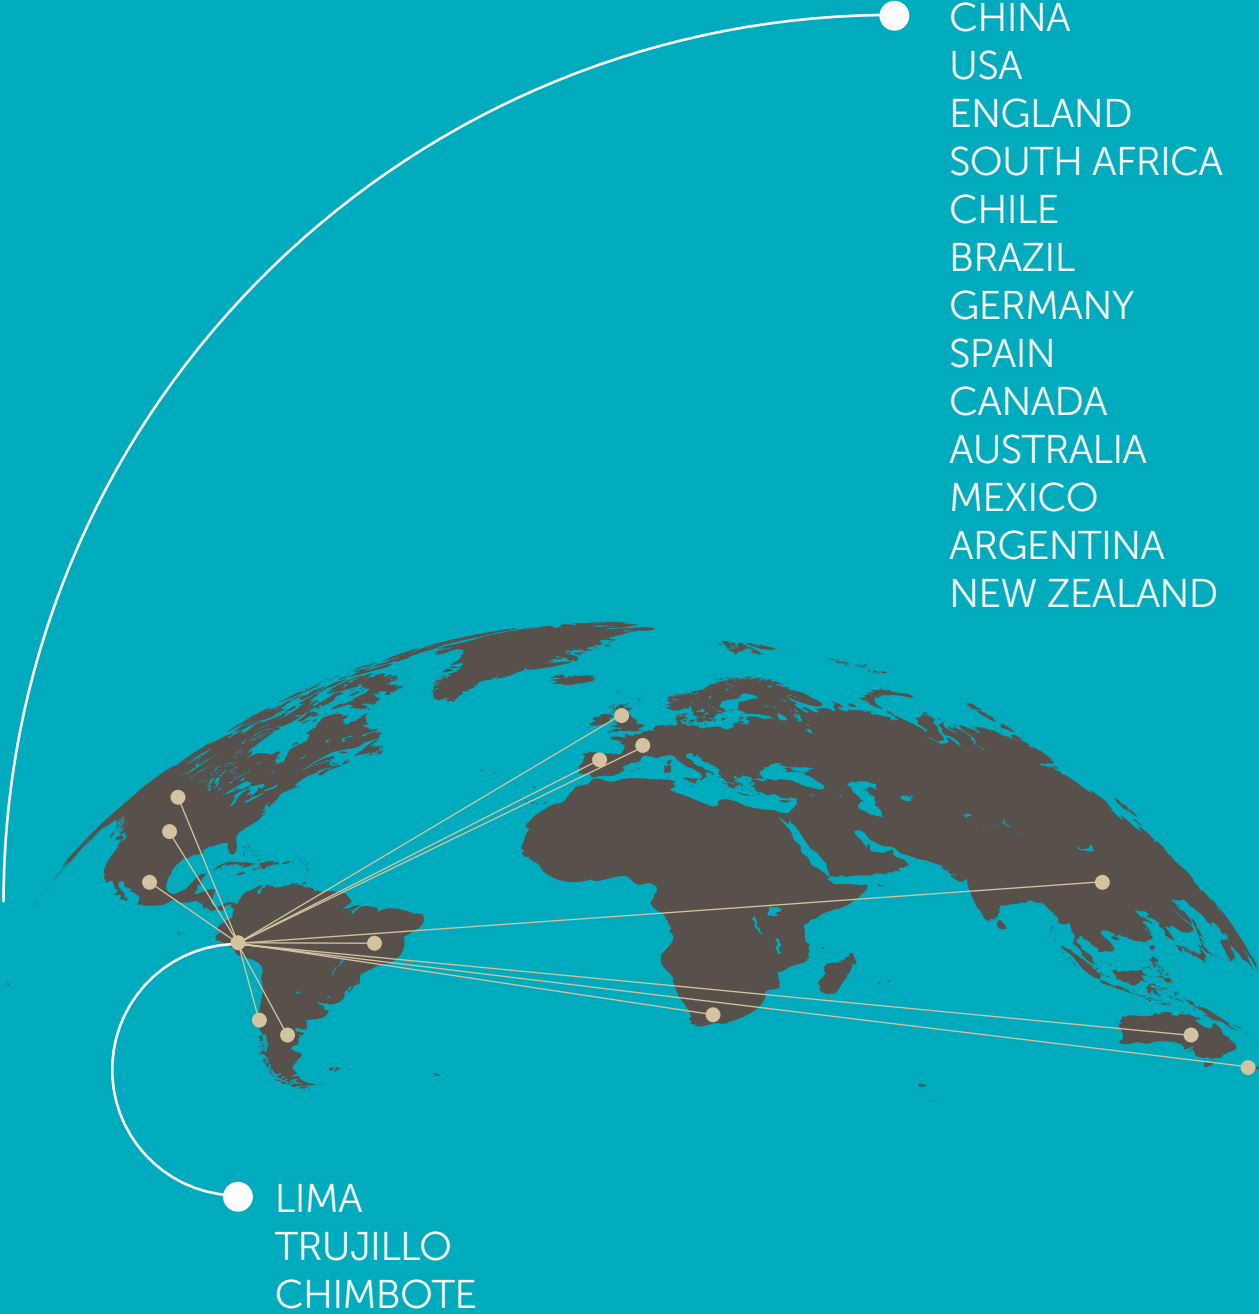 CHINA
USA
ENGLAND
SOUTH AFRICA
CHILE
BRAZIL
GERMANY
SPAIN
CANADA
AUSTRALIA
MEXICO
ARGENTINA
NEW ZEALAND
LIMA
TRUJILLO
CHIMBOTE